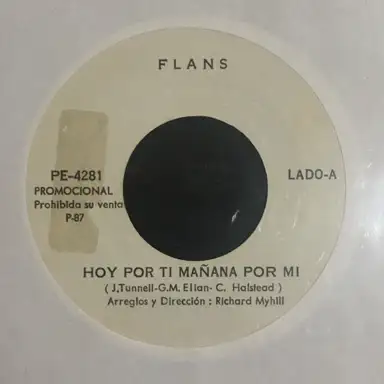 FLANS
PE-4281
PROMOCIONAL
Prohibida su venta
P-87
LADO-A
HOY POR TI MAÑANA POR MI
( J.Tunnell-G.M. Elian- C, Halstead )
Arreglos y Dirección : Richard Myhill